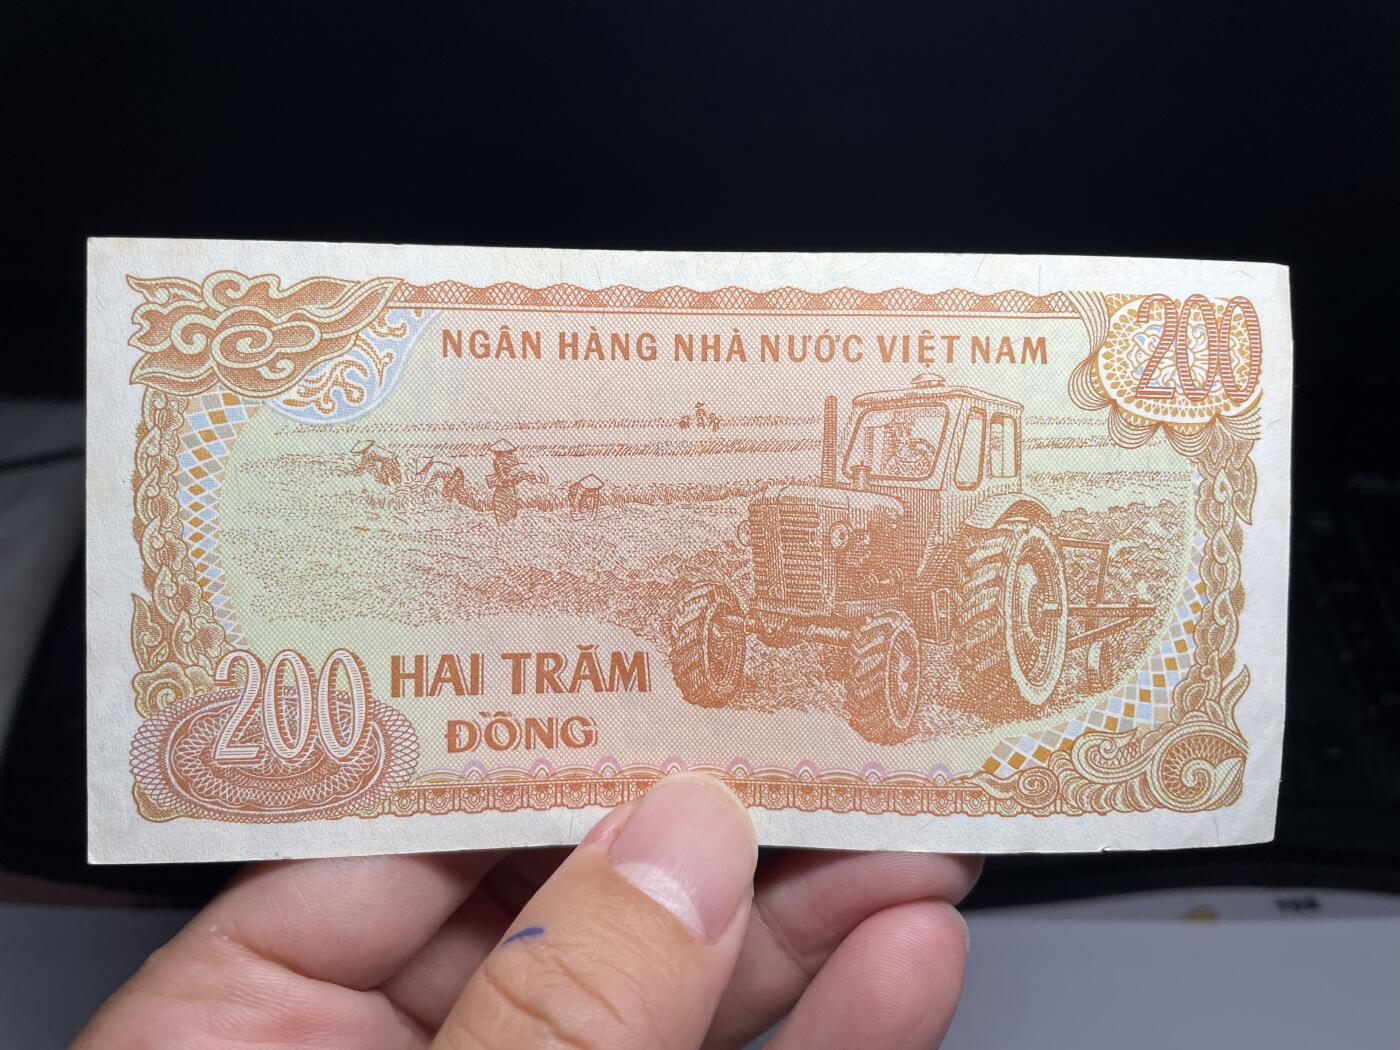 NGÂN HÀNG NHÀ NƯỚC VIỆT NAM
200
200
HAI TRĂM
ĐỒNG